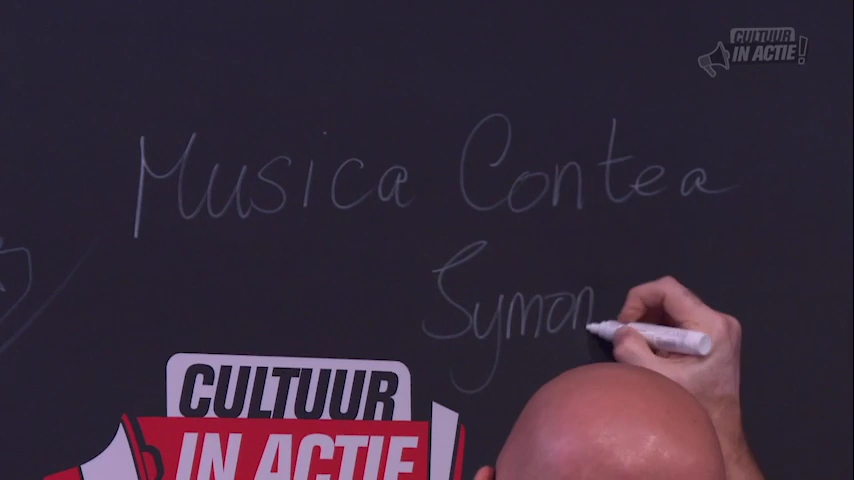 CULTUUR
IN ACTIE!
Musica Contea
Symon
CULTUUR
IN ACTIE